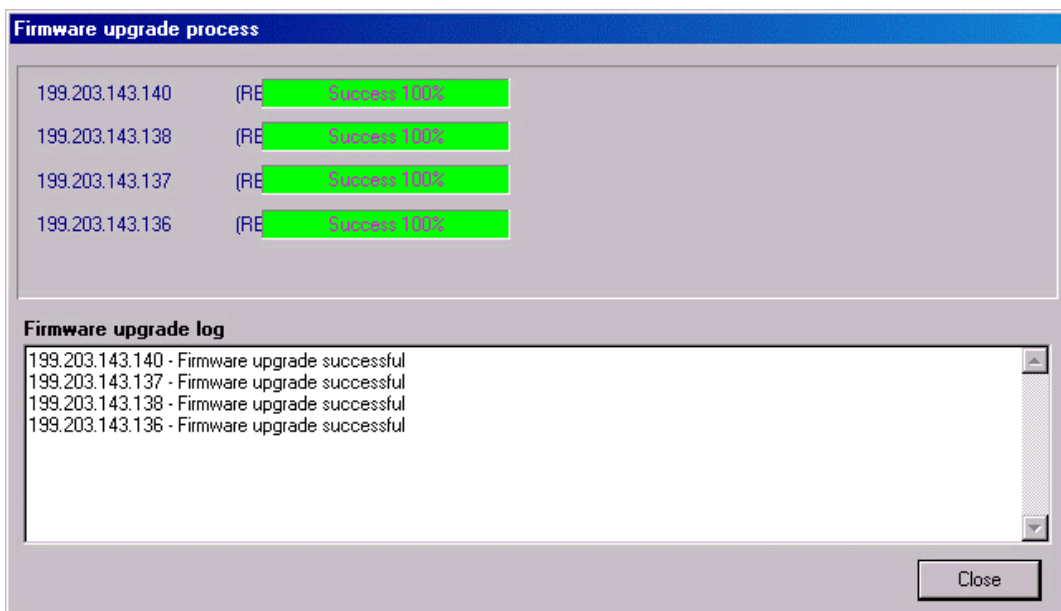 Firmware upgrade process
199.203.143.140 (RE Success 100%
199.203.143.138 (RE Success 100%
199.203.143.137 (RE Success 100%
199.203.143.136 (RE Success 100%
Firmware upgrade log
199.203.143.140 - Firmware upgrade successful
199.203.143.137 - Firmware upgrade successful
199.203.143.138 - Firmware upgrade successful
199.203.143.136 - Firmware upgrade successful
Close